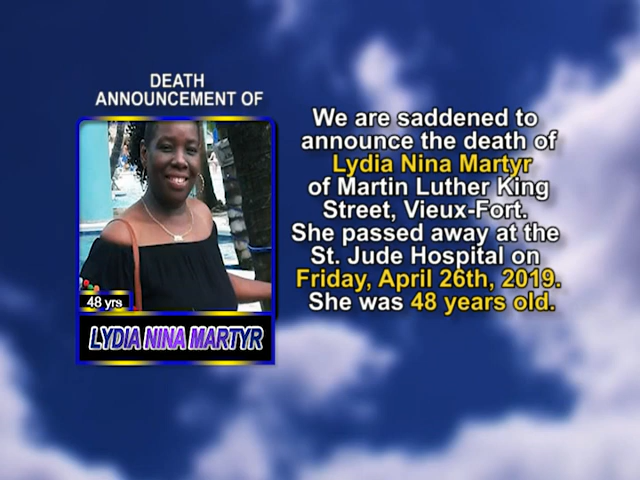 DEATH
ANNOUNCEMENT OF
48 yrs
LYDIA NINA MARTYR
We are saddened to
announce the death of
Lydia Nina Martyr
of Martin Luther King
Street, Vieux-Fort.
She passed away at the
St. Jude Hospital on
Friday, April 26th, 2019.
She was 48 years old.